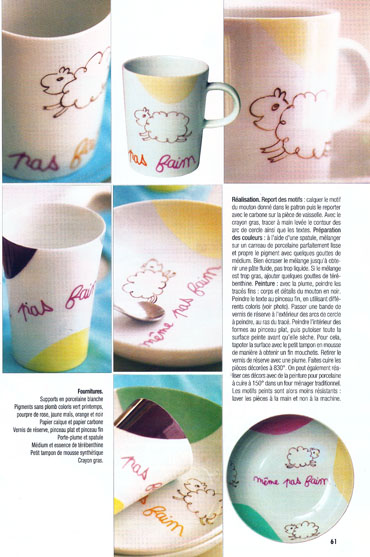 pas faim
pas faim
pas faim
même pas faim
Réalisation. Report des motifs : calquer le motif
du mouton donné dans le patron puis le reporter
avec le carbone sur la pièce de vaisselle. Avec le
crayon gras, tracer à main levée le contour des
arc de cercle ainsi que les textes. Préparation
des couleurs : à l'aide d'une spatule, mélanger
sur un carreau de porcelaine parfaitement lisse
et propre le pigment avec quelques gouttes de
médium. Bien écraser le mélange jusqu'à obte-
nir une pâte fluide, pas trop liquide. Si le mélange
est trop gras, ajouter quelques gouttes de téré-
benthine. Peinture : avec la plume, peindre les
tracés fins : corps et détails du mouton en noir.
Peindre le texte au pinceau fin, en utilisant diffé-
rents coloris (voir photo). Passer une bande de
vernis de réserve à l'extérieur des arcs de cercle
à peindre, au ras du tracé. Peindre l'intérieur des
formes au pinceau plat, puis putoiser toute la
surface peinte avant qu'elle sèche. Pour cela,
tapoter la surface avec le petit tampon en mousse
de manière à obtenir un fin mouchetis. Retirer le
vernis de réserve avec une plume. Faites cuire les
pièces décorées à 830°. On peut également réali-
ser ces décors avec de la peinture pour porcelaine
à cuire à 150° dans un four ménager traditionnel.
Les motifs peints sont alors moins résistants :
laver les pièces à la main et non à la machine.
Fournitures.
Supports en porcelaine blanche
Pigments sans plomb coloris vert printemps,
pourpre de rose, jaune maïs, orange et noir
Papier calque et papier carbone
Vernis de réserve, pinceau plat et pinceau fin
Porte-plume et spatule
Médium et essence de térébenthine
Petit tampon de mousse synthétique
Crayon gras.
pas faim
même pas faim
61